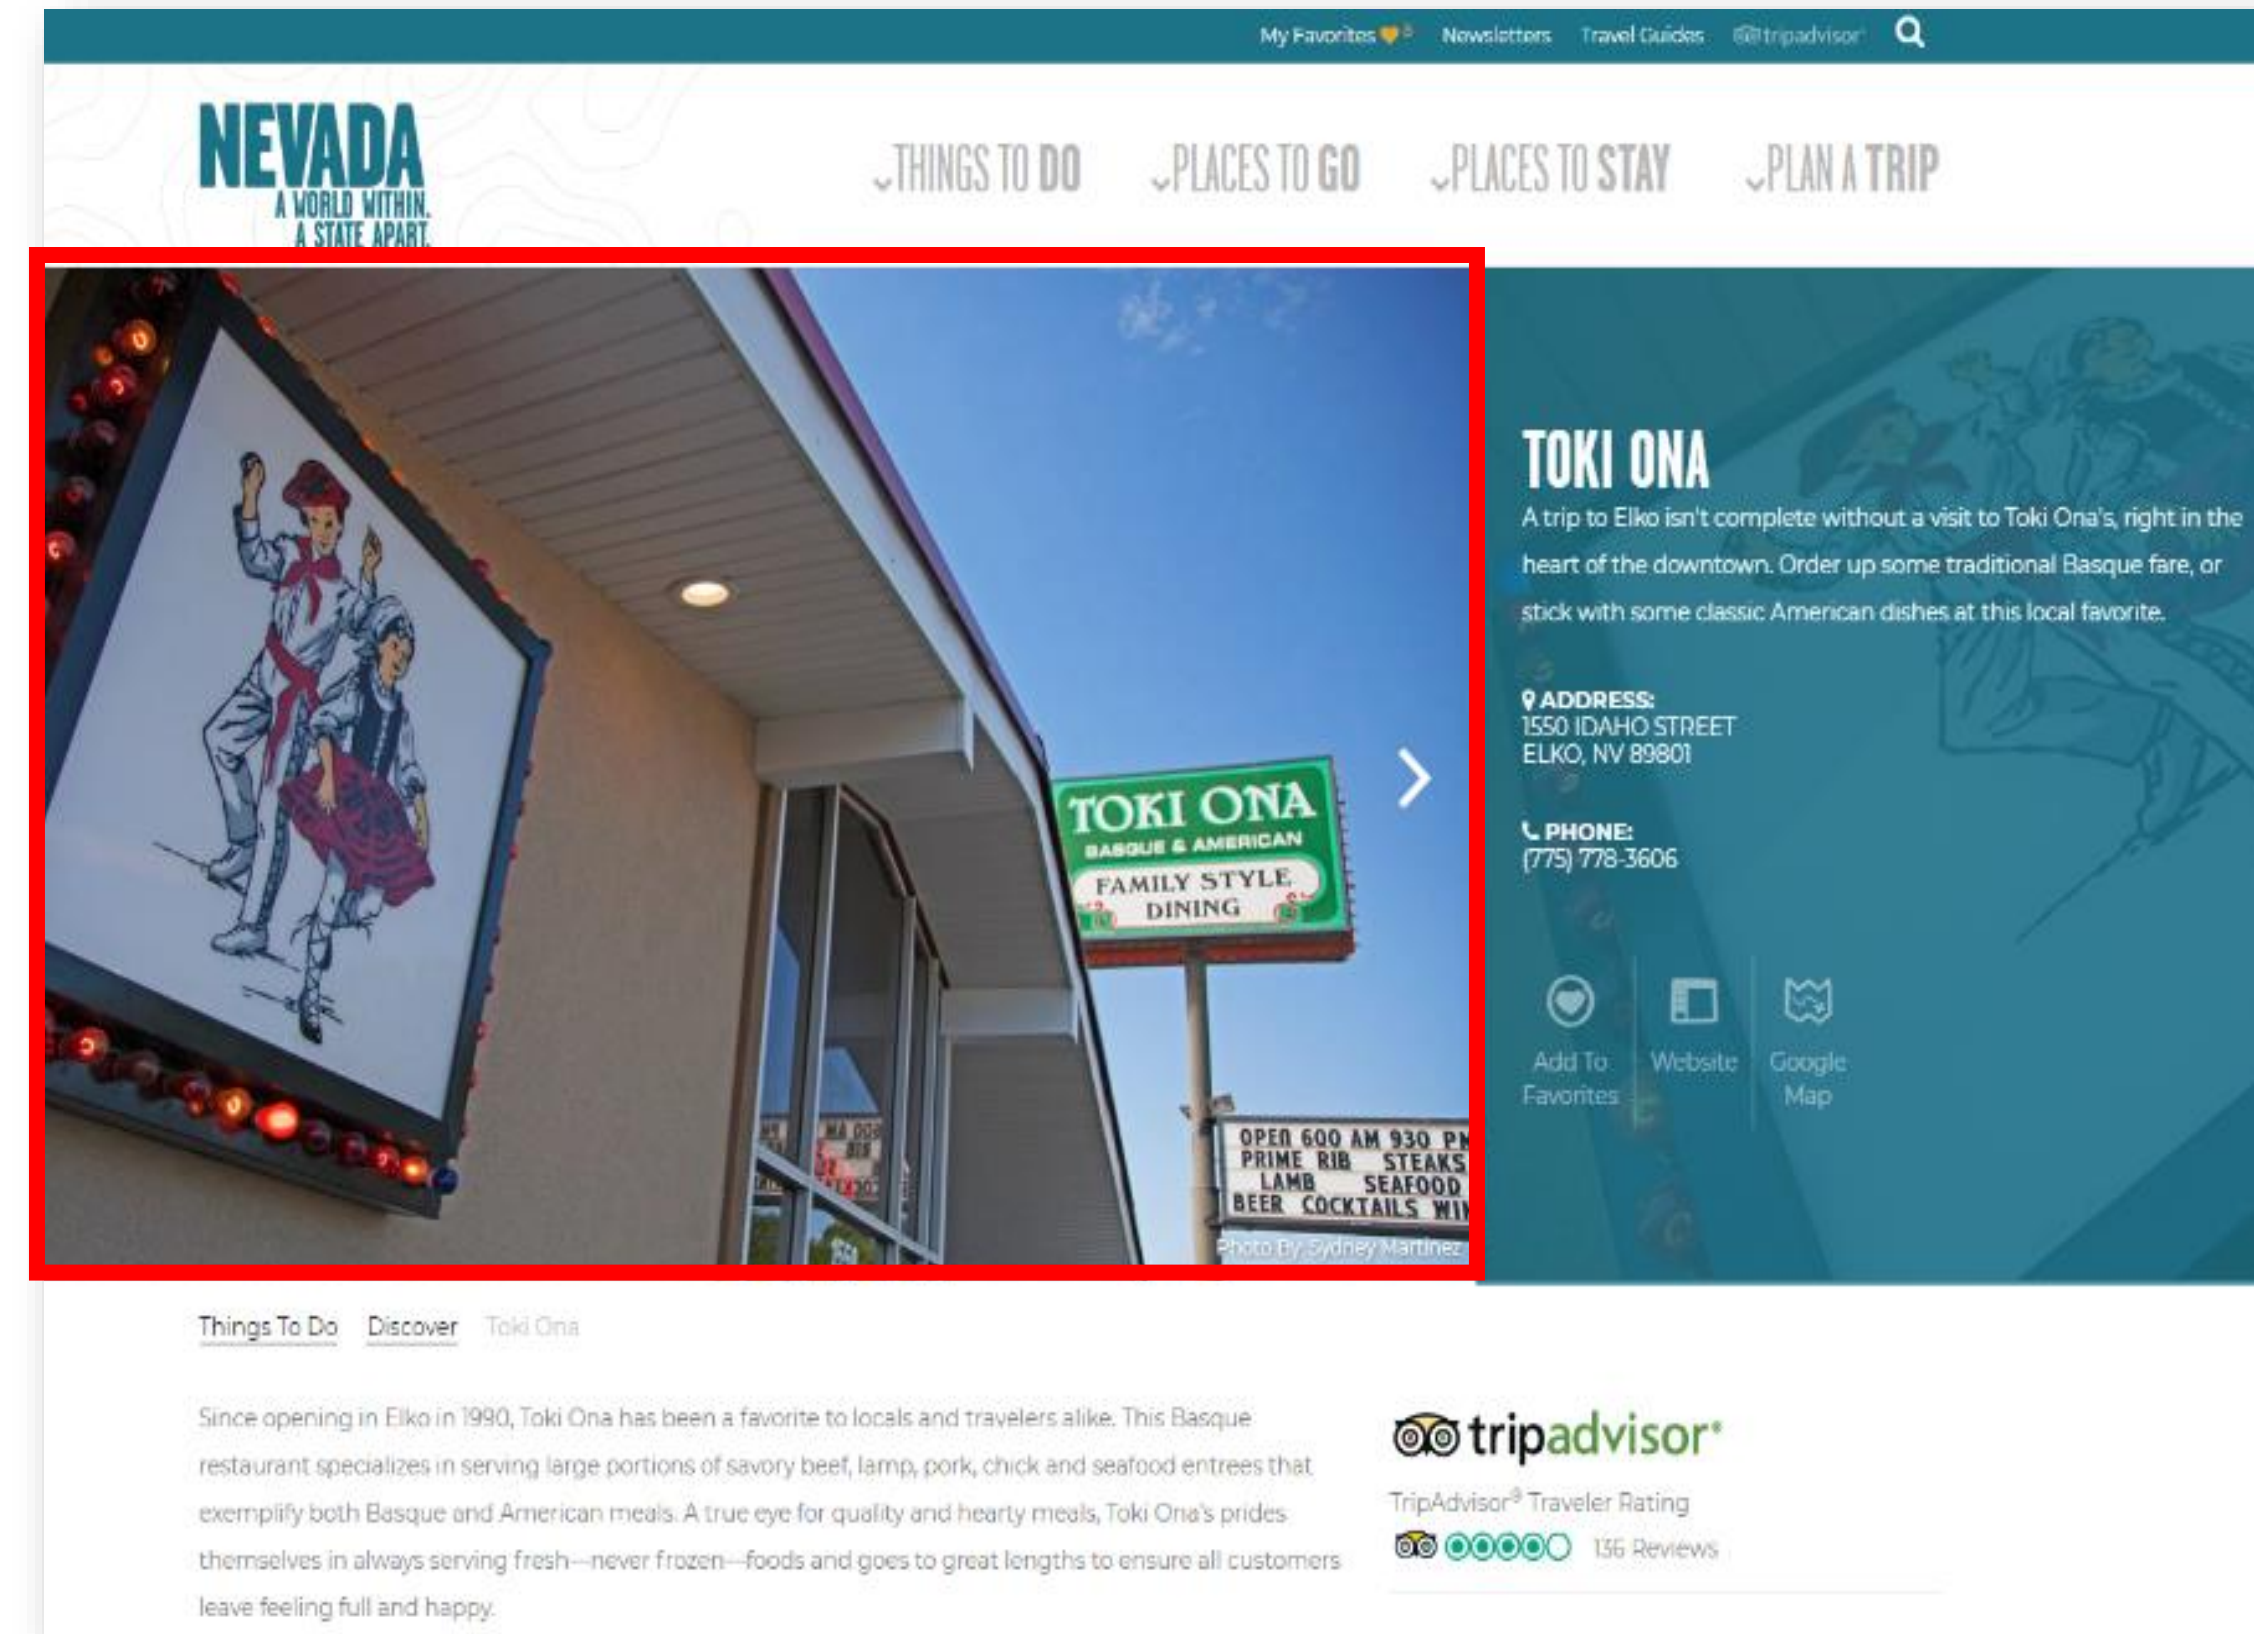 My Favorites Newsletters Travel Guides tripadvisor
NEVADA
A WORLD WITHIN.
A STATE APART.
THINGS TO DO PLACES TO GO PLACES TO STAY PLAN A TRIP
TOKI ONA
BASQUE & AMERICAN
FAMILY STYLE
DINING
OPEN 600 AM 930 PM
PRIME RIB STEAKS
LAMB SEAFOOD
BEER COCKTAILS
Photo By: Sydney Martinez
TOKI ONA
A trip to Elko isn't complete without a visit to Toki Ona's, right in the
heart of the downtown. Order up some traditional Basque fare, or
stick with some classic American dishes at this local favorite.
ADDRESS:
1550 IDAHO STREET
ELKO, NV 89801
PHONE:
(775) 778-3606
Add To Favorites
Website
Google Map
Things To Do Discover Toki Ona
Since opening in Elko in 1990, Toki Ona has been a favorite to locals and travelers alike. This Basque
restaurant specializes in serving large portions of savory beef, lamp, pork, chick and seafood entrees that
exemplify both Basque and American meals. A true eye for quality and hearty meals, Toki Ona's prides
themselves in always serving fresh—never frozen—foods and goes to great lengths to ensure all customers
leave feeling full and happy.
tripadvisor®
TripAdvisor® Traveler Rating
136 Reviews